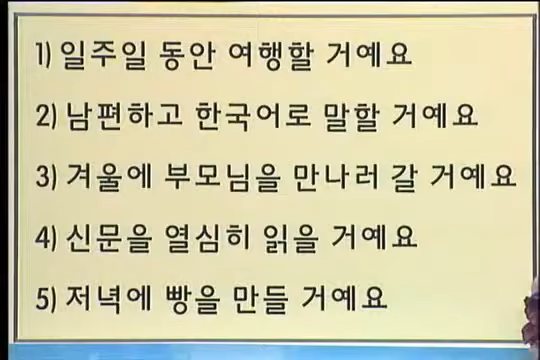 1) 일주일 동안 여행할 거예요
2) 남편하고 한국어로 말할 거예요
3) 겨울에 부모님을 만나러 갈 거예요
4) 신문을 열심히 읽을 거예요
5) 저녁에 빵을 만들 거예요